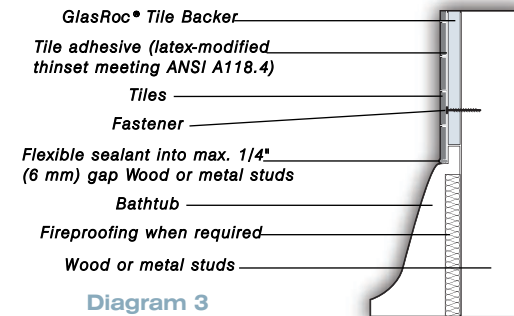 GlasRoc® Tile Backer
Tile adhesive (latex-modified
thinset meeting ANSI A118.4)
Tiles
Fastener
Flexible sealant into max. 1/4"
(6 mm) gap Wood or metal studs
Bathtub
Fireproofing when required
Wood or metal studs
Diagram 3